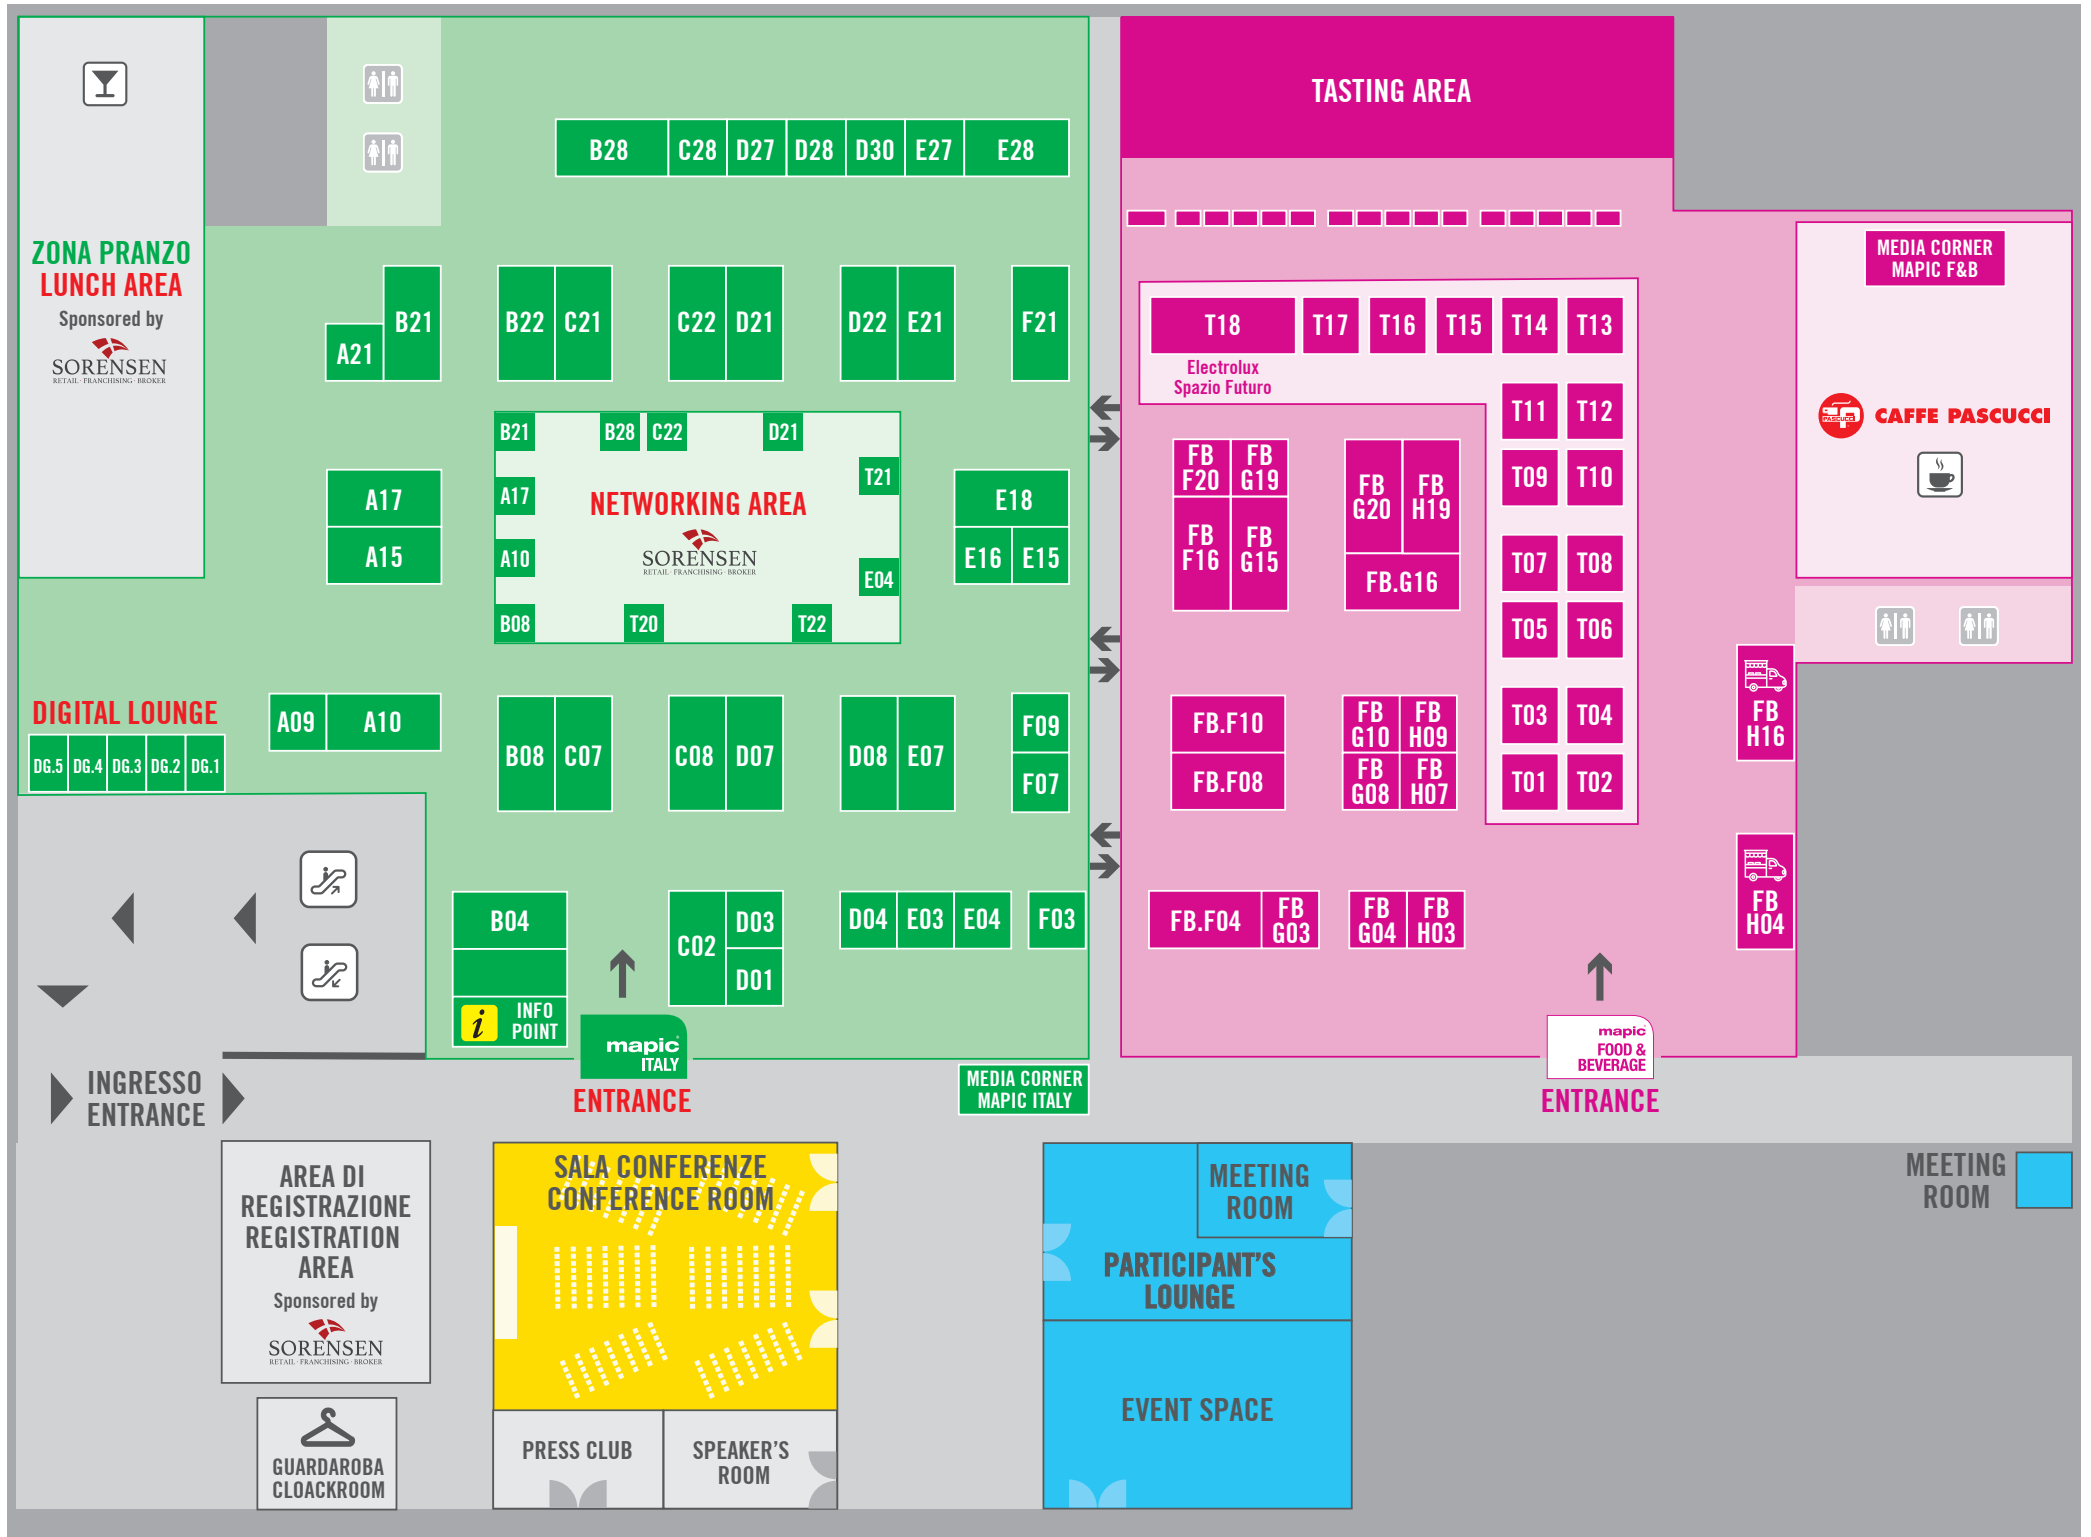 TASTING AREA
B28
C28
D27
D28
D30
E27
E28
ZONA PRANZO
LUNCH AREA
Sponsored by
SORENSEN
RETAIL · FRANCHISING · BROKER
A21
B21
B22
C21
C22
D21
D22
E21
F21
B21
B28
C22
D21
T21
A17
NETWORKING AREA
SORENSEN
RETAIL · FRANCHISING · BROKER
A10
E04
B08
T20
T22
A17
A15
E18
E16
E15
DIGITAL LOUNGE
DG.5
DG.4
DG.3
DG.2
DG.1
A09
A10
B08
C07
C08
D07
D08
E07
F09
F07
B04
INFO
POINT
C02
D03
D01
D04
E03
E04
F03
mapic
ITALY
ENTRANCE
MEDIA CORNER
MAPIC ITALY
INGRESSO
ENTRANCE
MEDIA CORNER
MAPIC F&B
T18
Electrolux
Spazio Futuro
T17
T16
T15
T14
T13
T11
T12
T09
T10
T07
T08
T05
T06
T03
T04
T01
T02
PASCUCCI
CAFFE PASCUCCI
FB
F20
FB
G19
FB
F16
FB
G15
FB
G20
FB
H19
FB.G16
FB.F10
FB.F08
FB
G10
FB
H09
FB
G08
FB
H07
FB
H16
FB
H04
FB.F04
FB
G03
FB
G04
FB
H03
mapic
FOOD &
BEVERAGE
ENTRANCE
AREA DI
REGISTRAZIONE
REGISTRATION
AREA
Sponsored by
SORENSEN
RETAIL · FRANCHISING · BROKER
GUARDAROBA
CLOACKROOM
SALA CONFERENZE
CONFERENCE ROOM
PRESS CLUB
SPEAKER'S
ROOM
MEETING
ROOM
PARTICIPANT'S
LOUNGE
EVENT SPACE
MEETING
ROOM